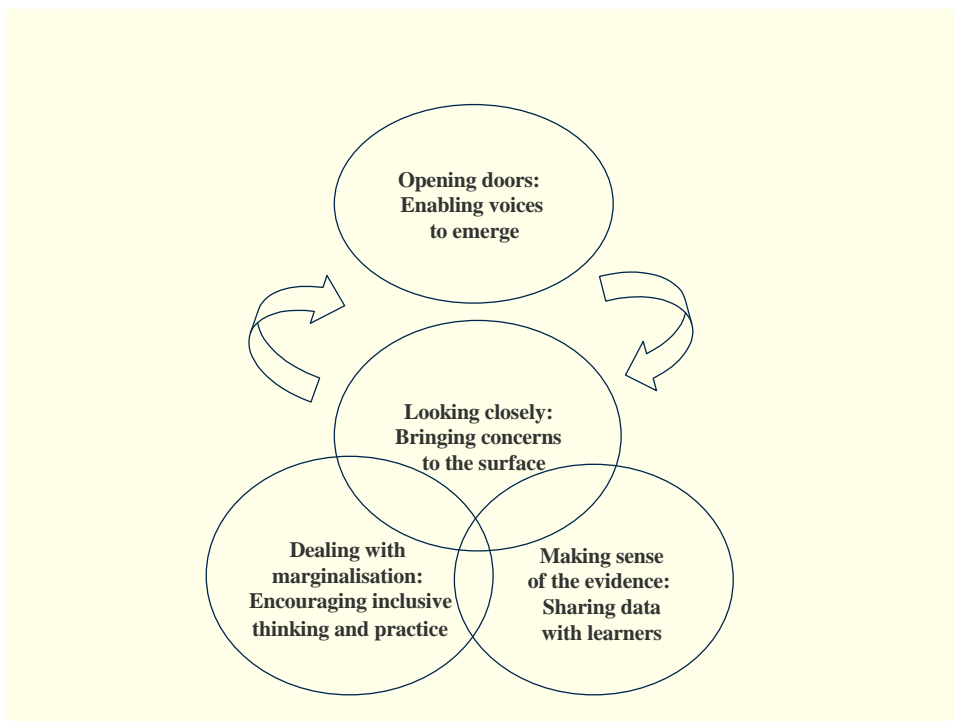 Opening doors:
Enabling voices
to emerge
Looking closely:
Bringing concerns
to the surface
Dealing with
marginalisation:
Encouraging inclusive
thinking and practice
Making sense
of the evidence:
Sharing data
with learners